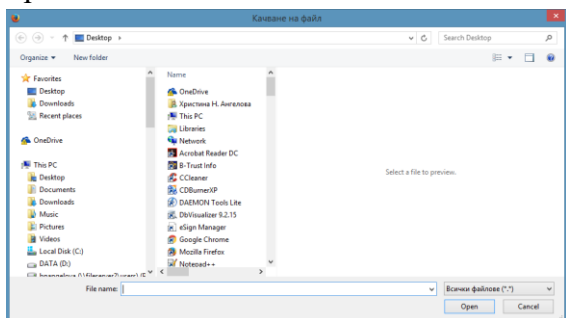 Качване на файл
Desktop
Search Desktop
Organize
New folder
Favorites
Desktop
Downloads
Recent places
OneDrive
This PC
Desktop
Documents
Downloads
Music
Pictures
Videos
Local Disk (C:)
DATA (D:)
Name
OneDrive
Христина Н. Ангелова
This PC
Libraries
Network
Acrobat Reader DC
B-Trust Info
CCleaner
CDBurnerXP
DAEMON Tools Lite
DbVisualizer 9.2.15
eSign Manager
Google Chrome
Mozilla Firefox
Notepad++
Select a file to preview.
File name:
Всички файлове (*.*)
Open
Cancel